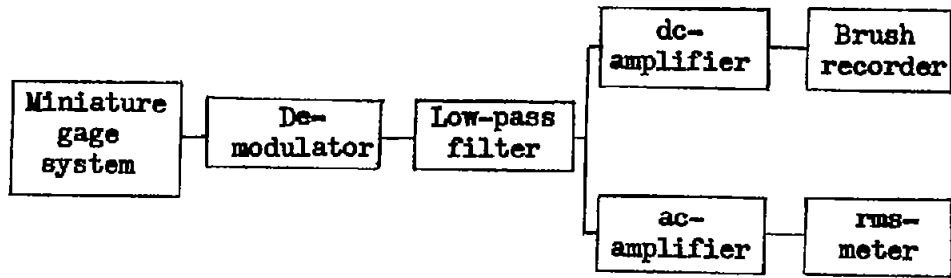 Miniature
gage
system
De-
modulator
Low-pass
filter
dc-
amplifier
Brush
recorder
ac-
amplifier
rms-
meter